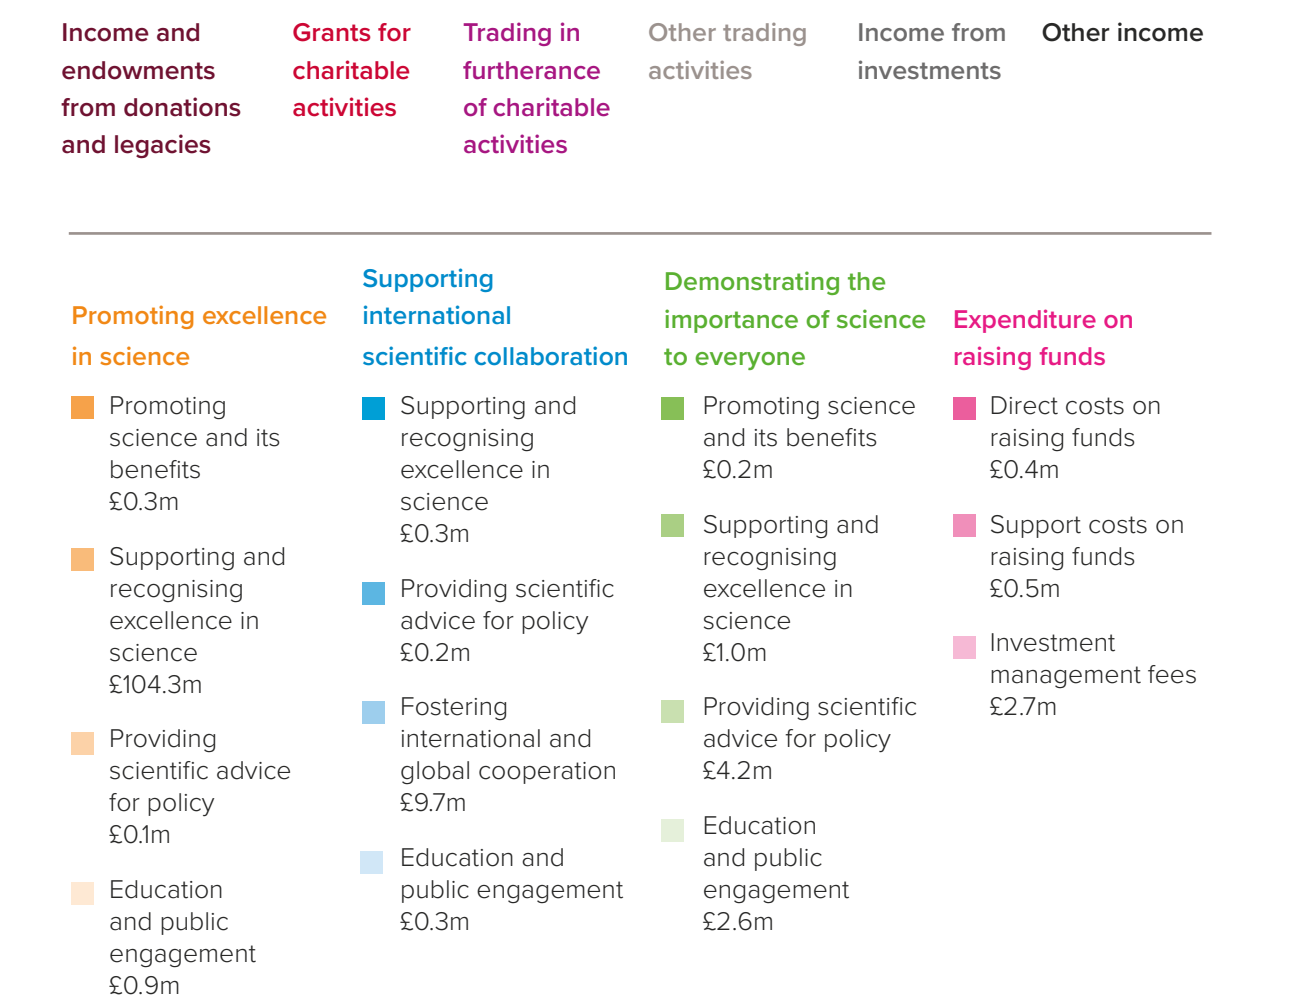 Income and
endowments
from donations
and legacies
Grants for
charitable
activities
Trading in
furtherance
of charitable
activities
Other trading
activities
Income from
investments
Other income
Promoting excellence
in science
Promoting
science and its
benefits
£0.3m
Supporting and
recognising
excellence in
science
£104.3m
Providing
scientific advice
for policy
£0.1m
Education
and public
engagement
£0.9m
Supporting
international
scientific collaboration
Supporting and
recognising
excellence in
science
£0.3m
Providing scientific
advice for policy
£0.2m
Fostering
international and
global cooperation
£9.7m
Education and
public engagement
£0.3m
Demonstrating the
importance of science
to everyone
Promoting science
and its benefits
£0.2m
Supporting and
recognising
excellence in
science
£1.0m
Providing scientific
advice for policy
£4.2m
Education
and public
engagement
£2.6m
Expenditure on
raising funds
Direct costs on
raising funds
£0.4m
Support costs on
raising funds
£0.5m
Investment
management fees
£2.7m